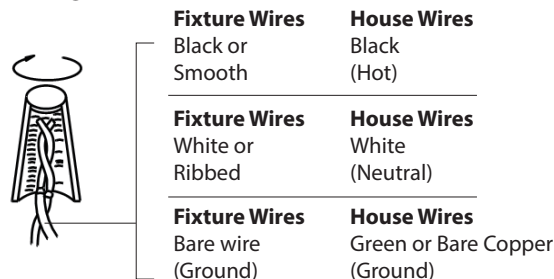 Fixture Wires House Wires
Black or Black
Smooth (Hot)
Fixture Wires House Wires
White or White
Ribbed (Neutral)
Fixture Wires House Wires
Bare wire Green or Bare Copper
(Ground) (Ground)